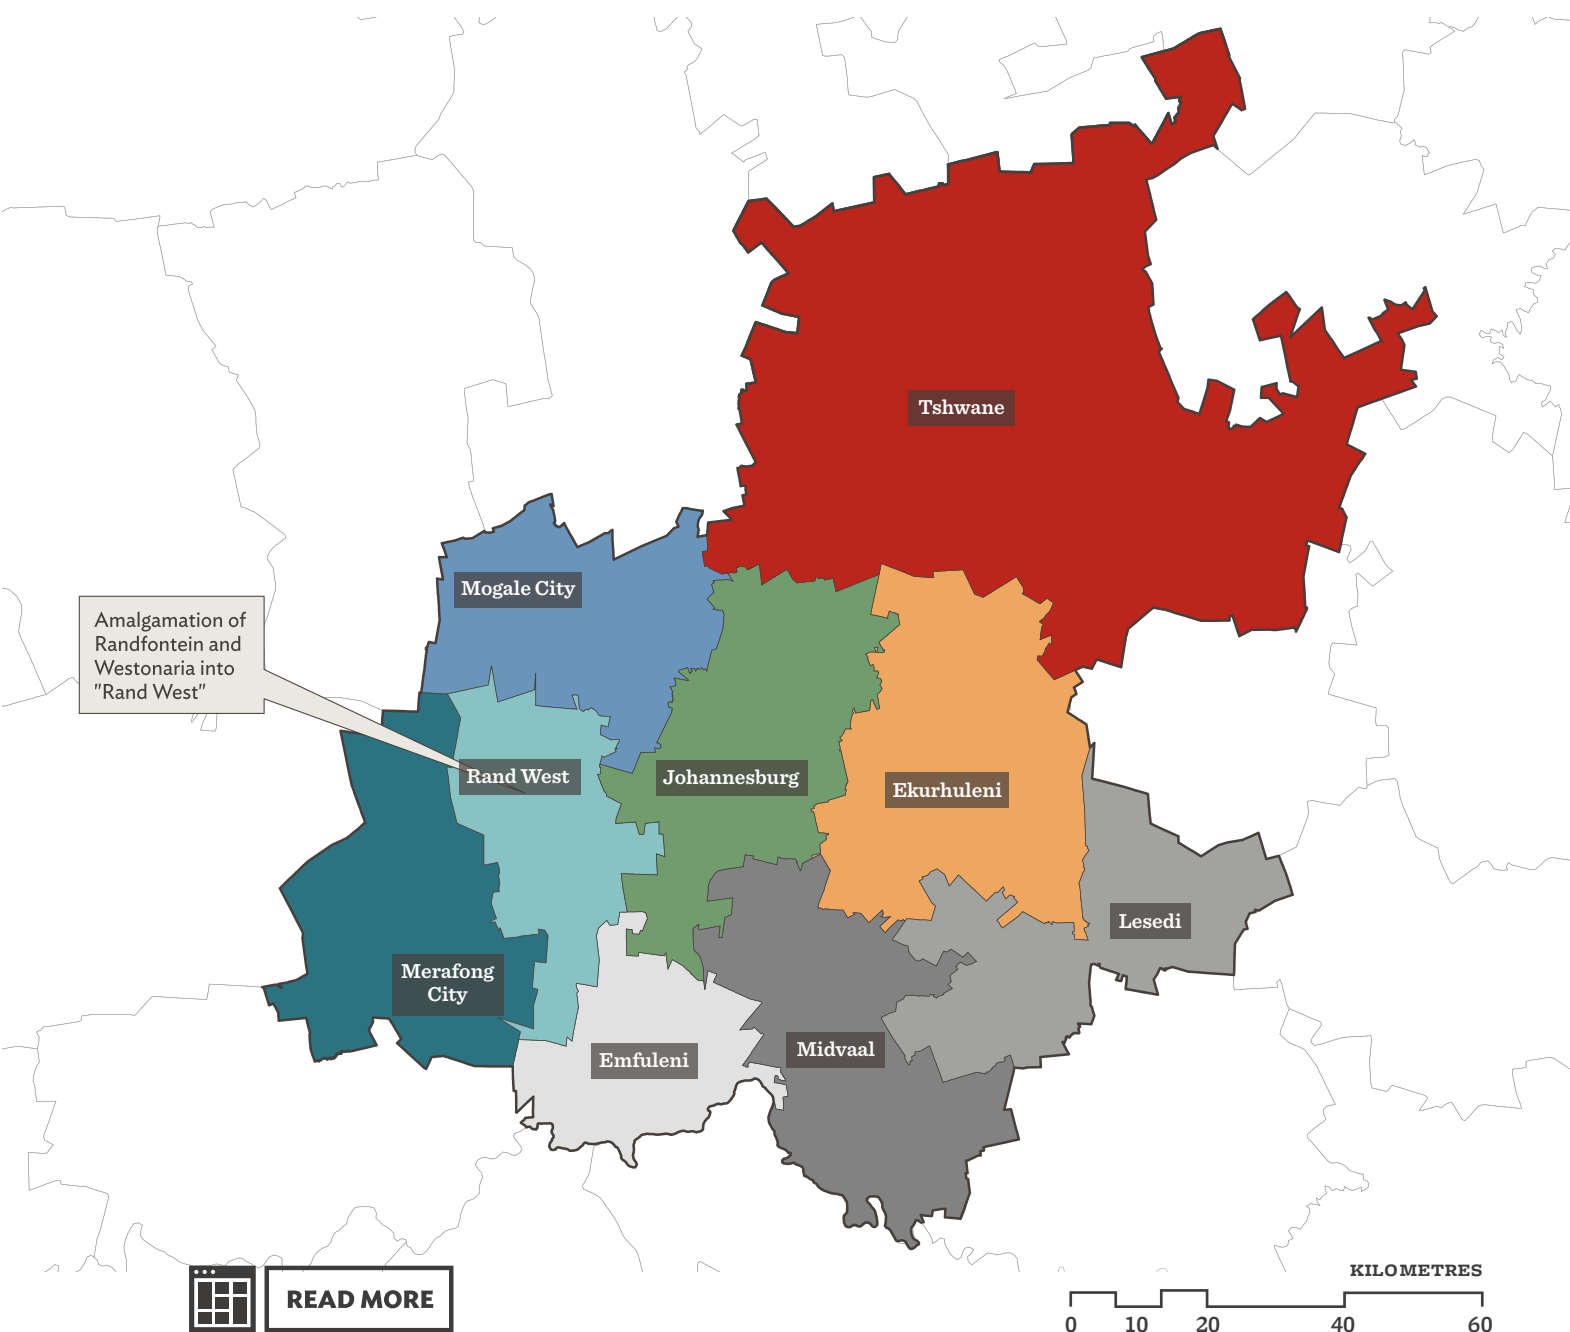 Tshwane
Mogale City
Amalgamation of
Randfontein and
Westonaria into
"Rand West"
Rand West
Johannesburg
Ekurhuleni
Lesedi
Merafong
City
Emfuleni
Midvaal
KILOMETRES
READ MORE
0 10 20 40 60